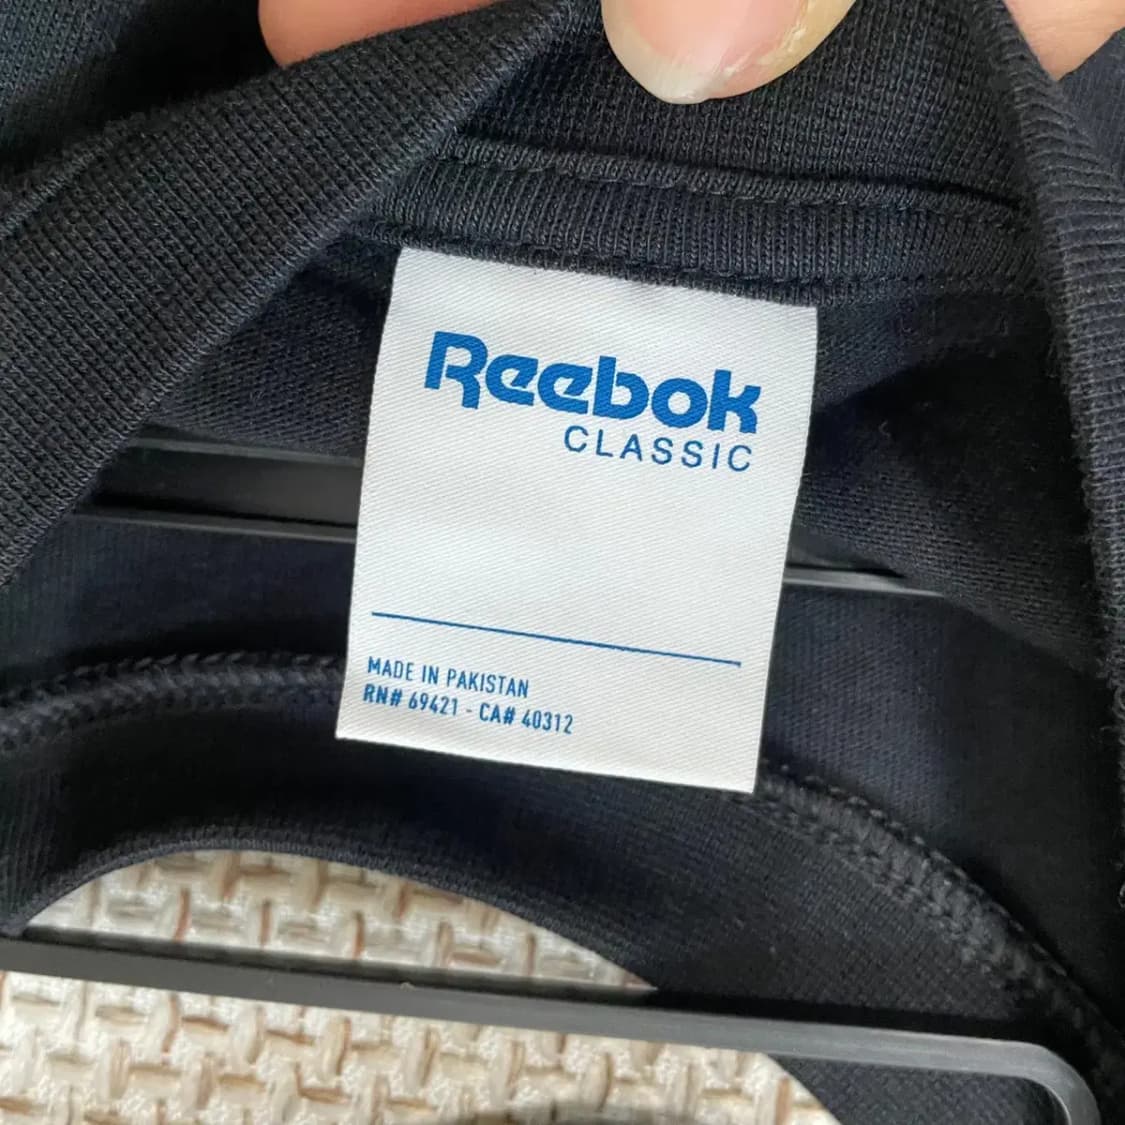 Reebok
CLASSIC
MADE IN PAKISTAN
RN# 69421 - CA# 40312